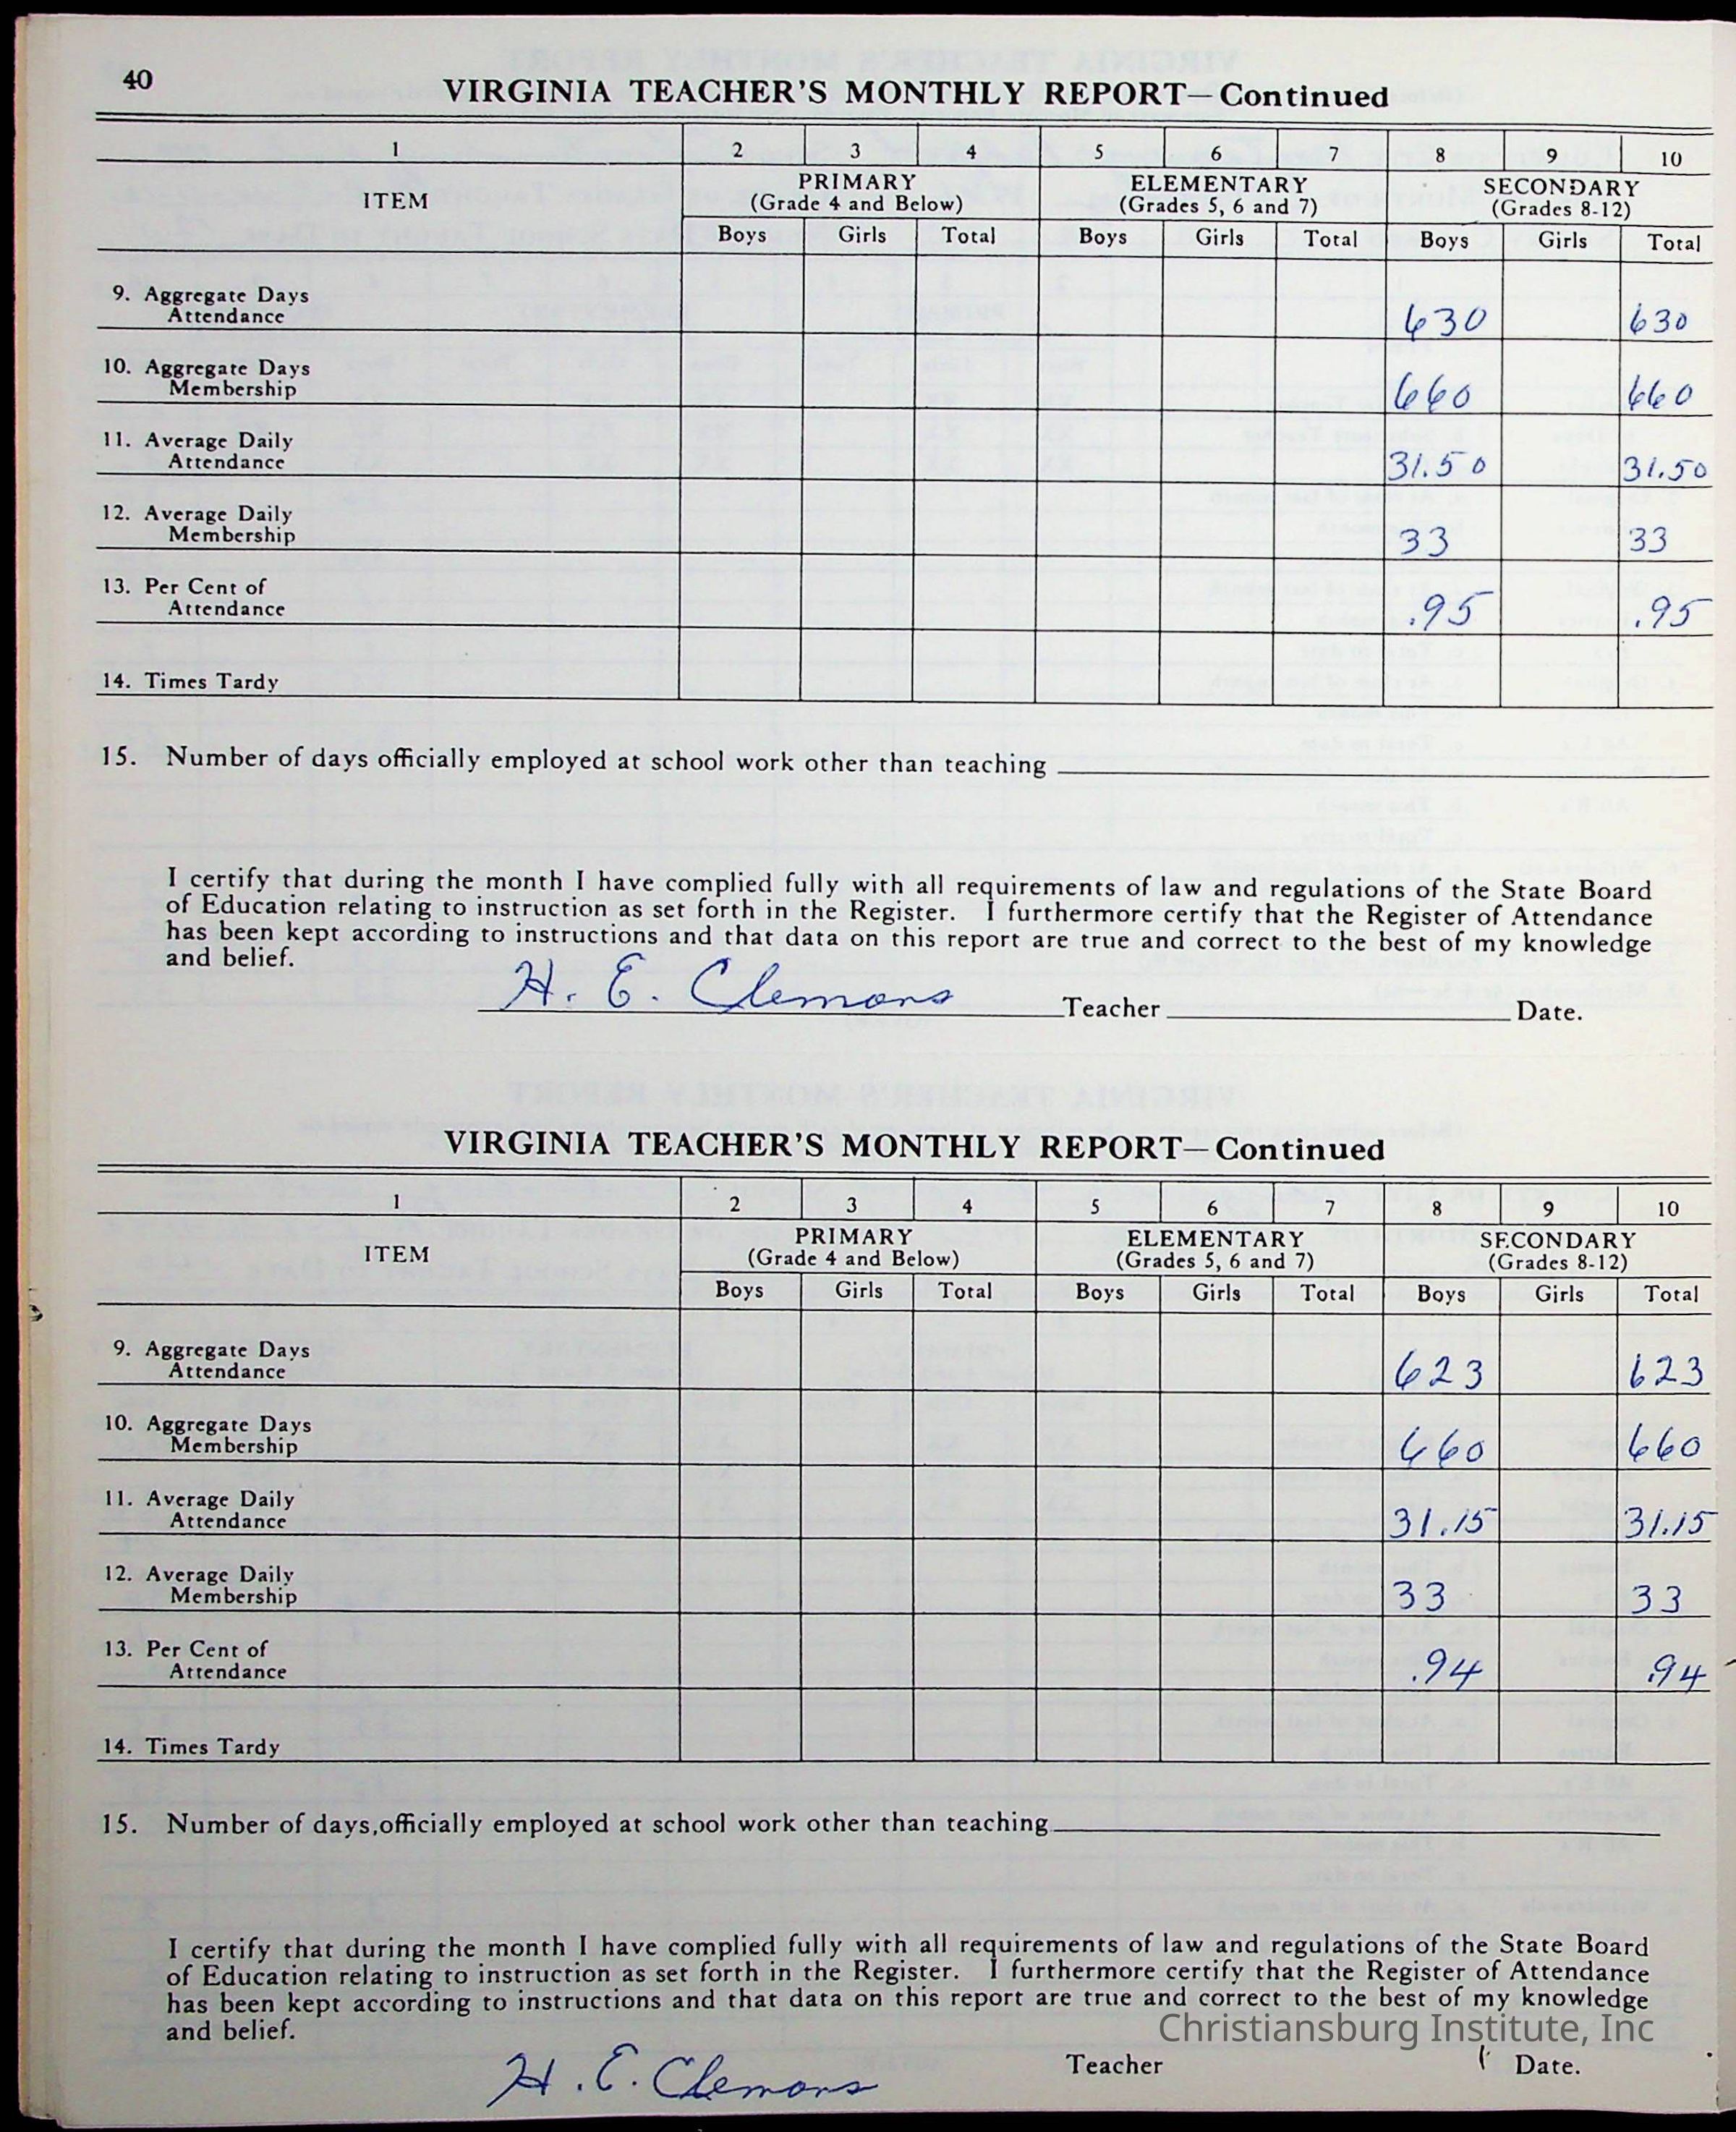 40
VIRGINIA TEACHER'S MONTHLY REPORT—Continued
1 2 3 4 5 6 7 8 9 10
ITEM PRIMARY ELEMENTARY SECONDARY
(Grade 4 and Below) (Grades 5, 6 and 7) (Grades 8-12)
Boys Girls Total Boys Girls Total Boys Girls Total
9. Aggregate Days
Attendance 630 630
10. Aggregate Days
Membership 660 660
11. Average Daily
Attendance 31.50 31.50
12. Average Daily
Membership 33 33
13. Per Cent of
Attendance .95 .95
14. Times Tardy
15. Number of days officially employed at school work other than teaching
I certify that during the month I have complied fully with all requirements of law and regulations of the State Board
of Education relating to instruction as set forth in the Register. I furthermore certify that the Register of Attendance
has been kept according to instructions and that data on this report are true and correct to the best of my knowledge
and belief.
H. E. Clemons Teacher Date.
VIRGINIA TEACHER'S MONTHLY REPORT—Continued
1 2 3 4 5 6 7 8 9 10
ITEM PRIMARY ELEMENTARY SECONDARY
(Grade 4 and Below) (Grades 5, 6 and 7) (Grades 8-12)
Boys Girls Total Boys Girls Total Boys Girls Total
9. Aggregate Days
Attendance 623 623
10. Aggregate Days
Membership 660 660
11. Average Daily
Attendance 31.15 31.15
12. Average Daily
Membership 33 33
13. Per Cent of
Attendance .94 .94
14. Times Tardy
15. Number of days,officially employed at school work other than teaching
I certify that during the month I have complied fully with all requirements of law and regulations of the State Board
of Education relating to instruction as set forth in the Register. I furthermore certify that the Register of Attendance
has been kept according to instructions and that data on this report are true and correct to the best of my knowledge
and belief.
Christiansburg Institute, Inc
H. E. Clemons Teacher Date.